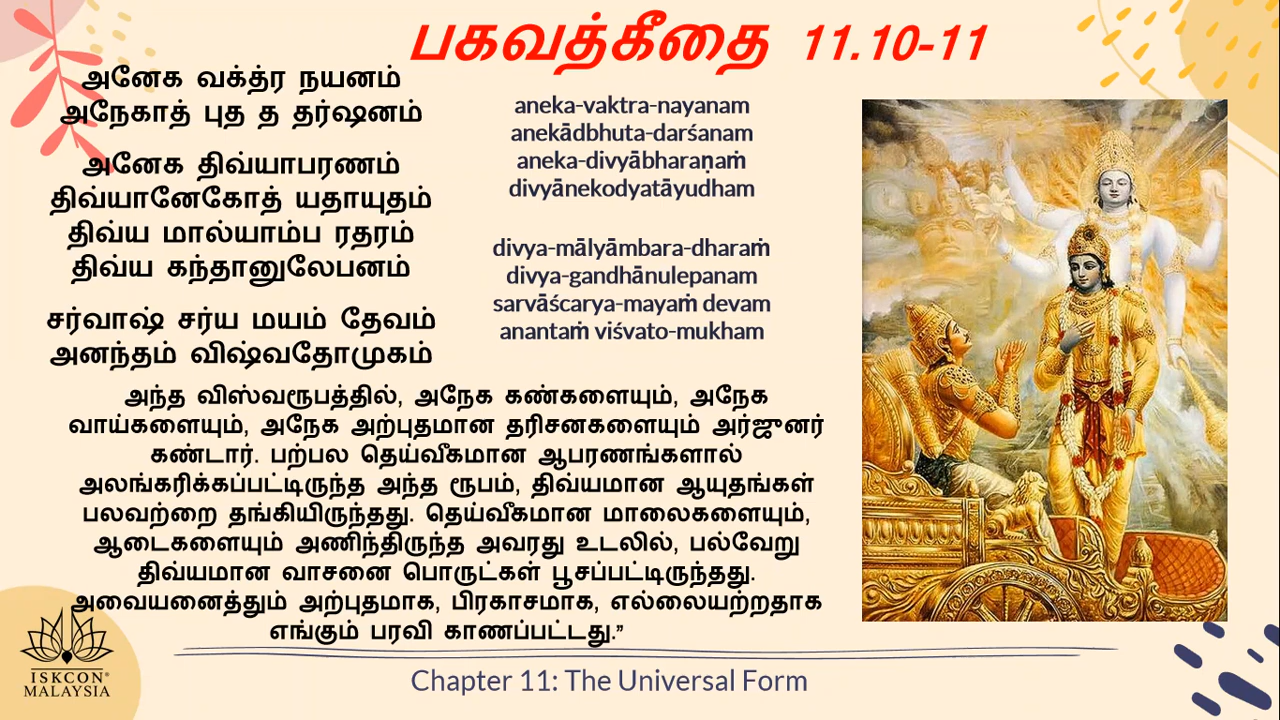 பகவத்கீதை 11.10-11
அனேக வக்த்ர நயனம்
அநேகாத் புத த தர்ஷனம்
அனேக திவ்யாபரணம்
திவ்யானேகோத் யதாயுதம்
திவ்ய மால்யாம்ப ரதரம்
திவ்ய கந்தானுலேபனம்
சர்வாஷ் சர்ய மயம் தேவம்
அனந்தம் விஷ்வதோமுகம்
aneka-vaktra-nayanam
anekādbhuta-darśanam
aneka-divyābharaṇaṁ
divyānekodyatāyudham
divya-mālyāmbara-dharaṁ
divya-gandhānulepanam
sarvāścarya-mayaṁ devam
anantaṁ viśvato-mukham
அந்த விஸ்வரூபத்தில், அநேக கண்களையும், அநேக
வாய்களையும், அநேக அற்புதமான தரிசனகளையும் அர்ஜுனர்
கண்டார். பற்பல தெய்வீகமான ஆபரணங்களால்
அலங்கரிக்கப்பட்டிருந்த அந்த ரூபம், திவ்யமான ஆயுதங்கள்
பலவற்றை தங்கியிருந்தது. தெய்வீகமான மாலைகளையும்,
ஆடைகளையும் அணிந்திருந்த அவரது உடலில், பல்வேறு
திவ்யமான வாசனை பொருட்கள் பூசப்பட்டிருந்தது.
அவையனைத்தும் அற்புதமாக, பிரகாசமாக, எல்லையற்றதாக
எங்கும் பரவி காணப்பட்டது.”
ISKCON®
MALAYSIA
Chapter 11: The Universal Form